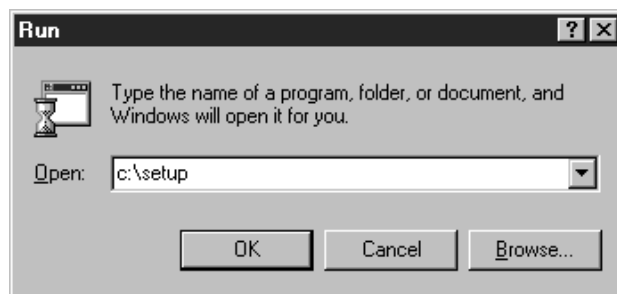 Run
Type the name of a program, folder, or document, and
Windows will open it for you.
Open: c:\setup
OK Cancel Browse...